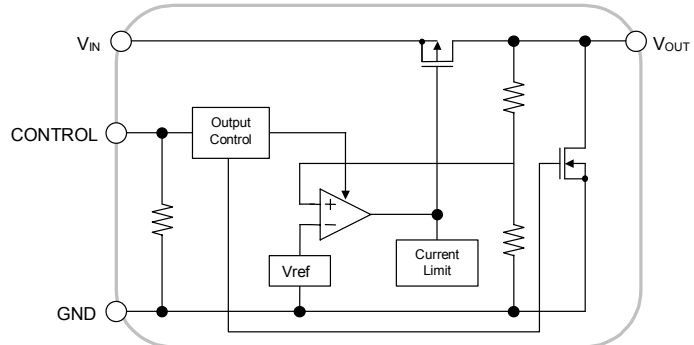 VIN
VOUT
CONTROL
Output
Control
+
−
Current
Limit
Vref
GND